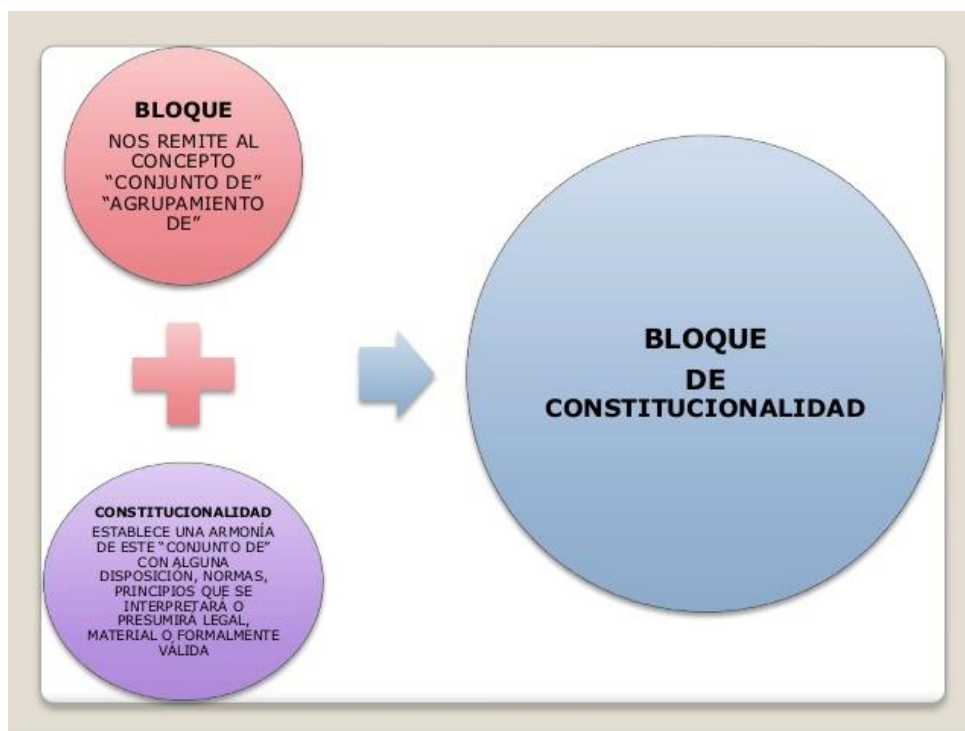 BLOQUE
NOS REMITE AL
CONCEPTO
“CONJUNTO DE”
“AGRUPAMIENTO
DE”
CONSTITUCIONALIDAD
ESTABLECE UNA ARMONÍA
DE ESTE “CONJUNTO DE”
CON ALGUNA
DISPOSICIÓN, NORMAS,
PRINCIPIOS QUE SE
INTERPRETARÁ O
PRESUMIRÁ LEGAL,
MATERIAL O FORMALMENTE
VÁLIDA
BLOQUE
DE
CONSTITUCIONALIDAD